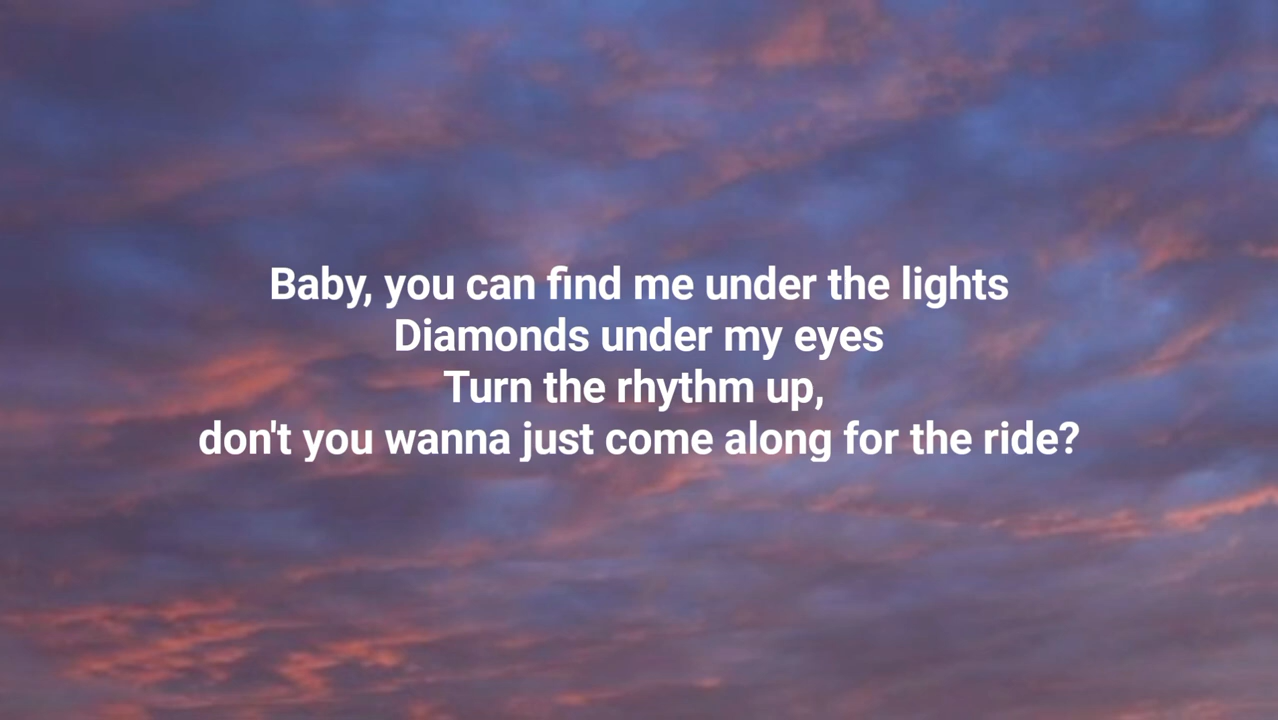 Baby, you can find me under the lights
Diamonds under my eyes
Turn the rhythm up,
don't you wanna just come along for the ride?